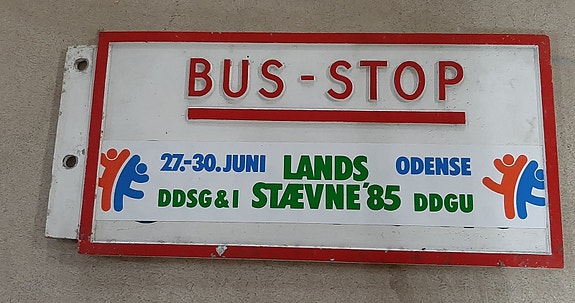 BUS-STOP
27.-30. JUNI LANDS ODENSE
DDSG&I STÆVNE '85 DDGU